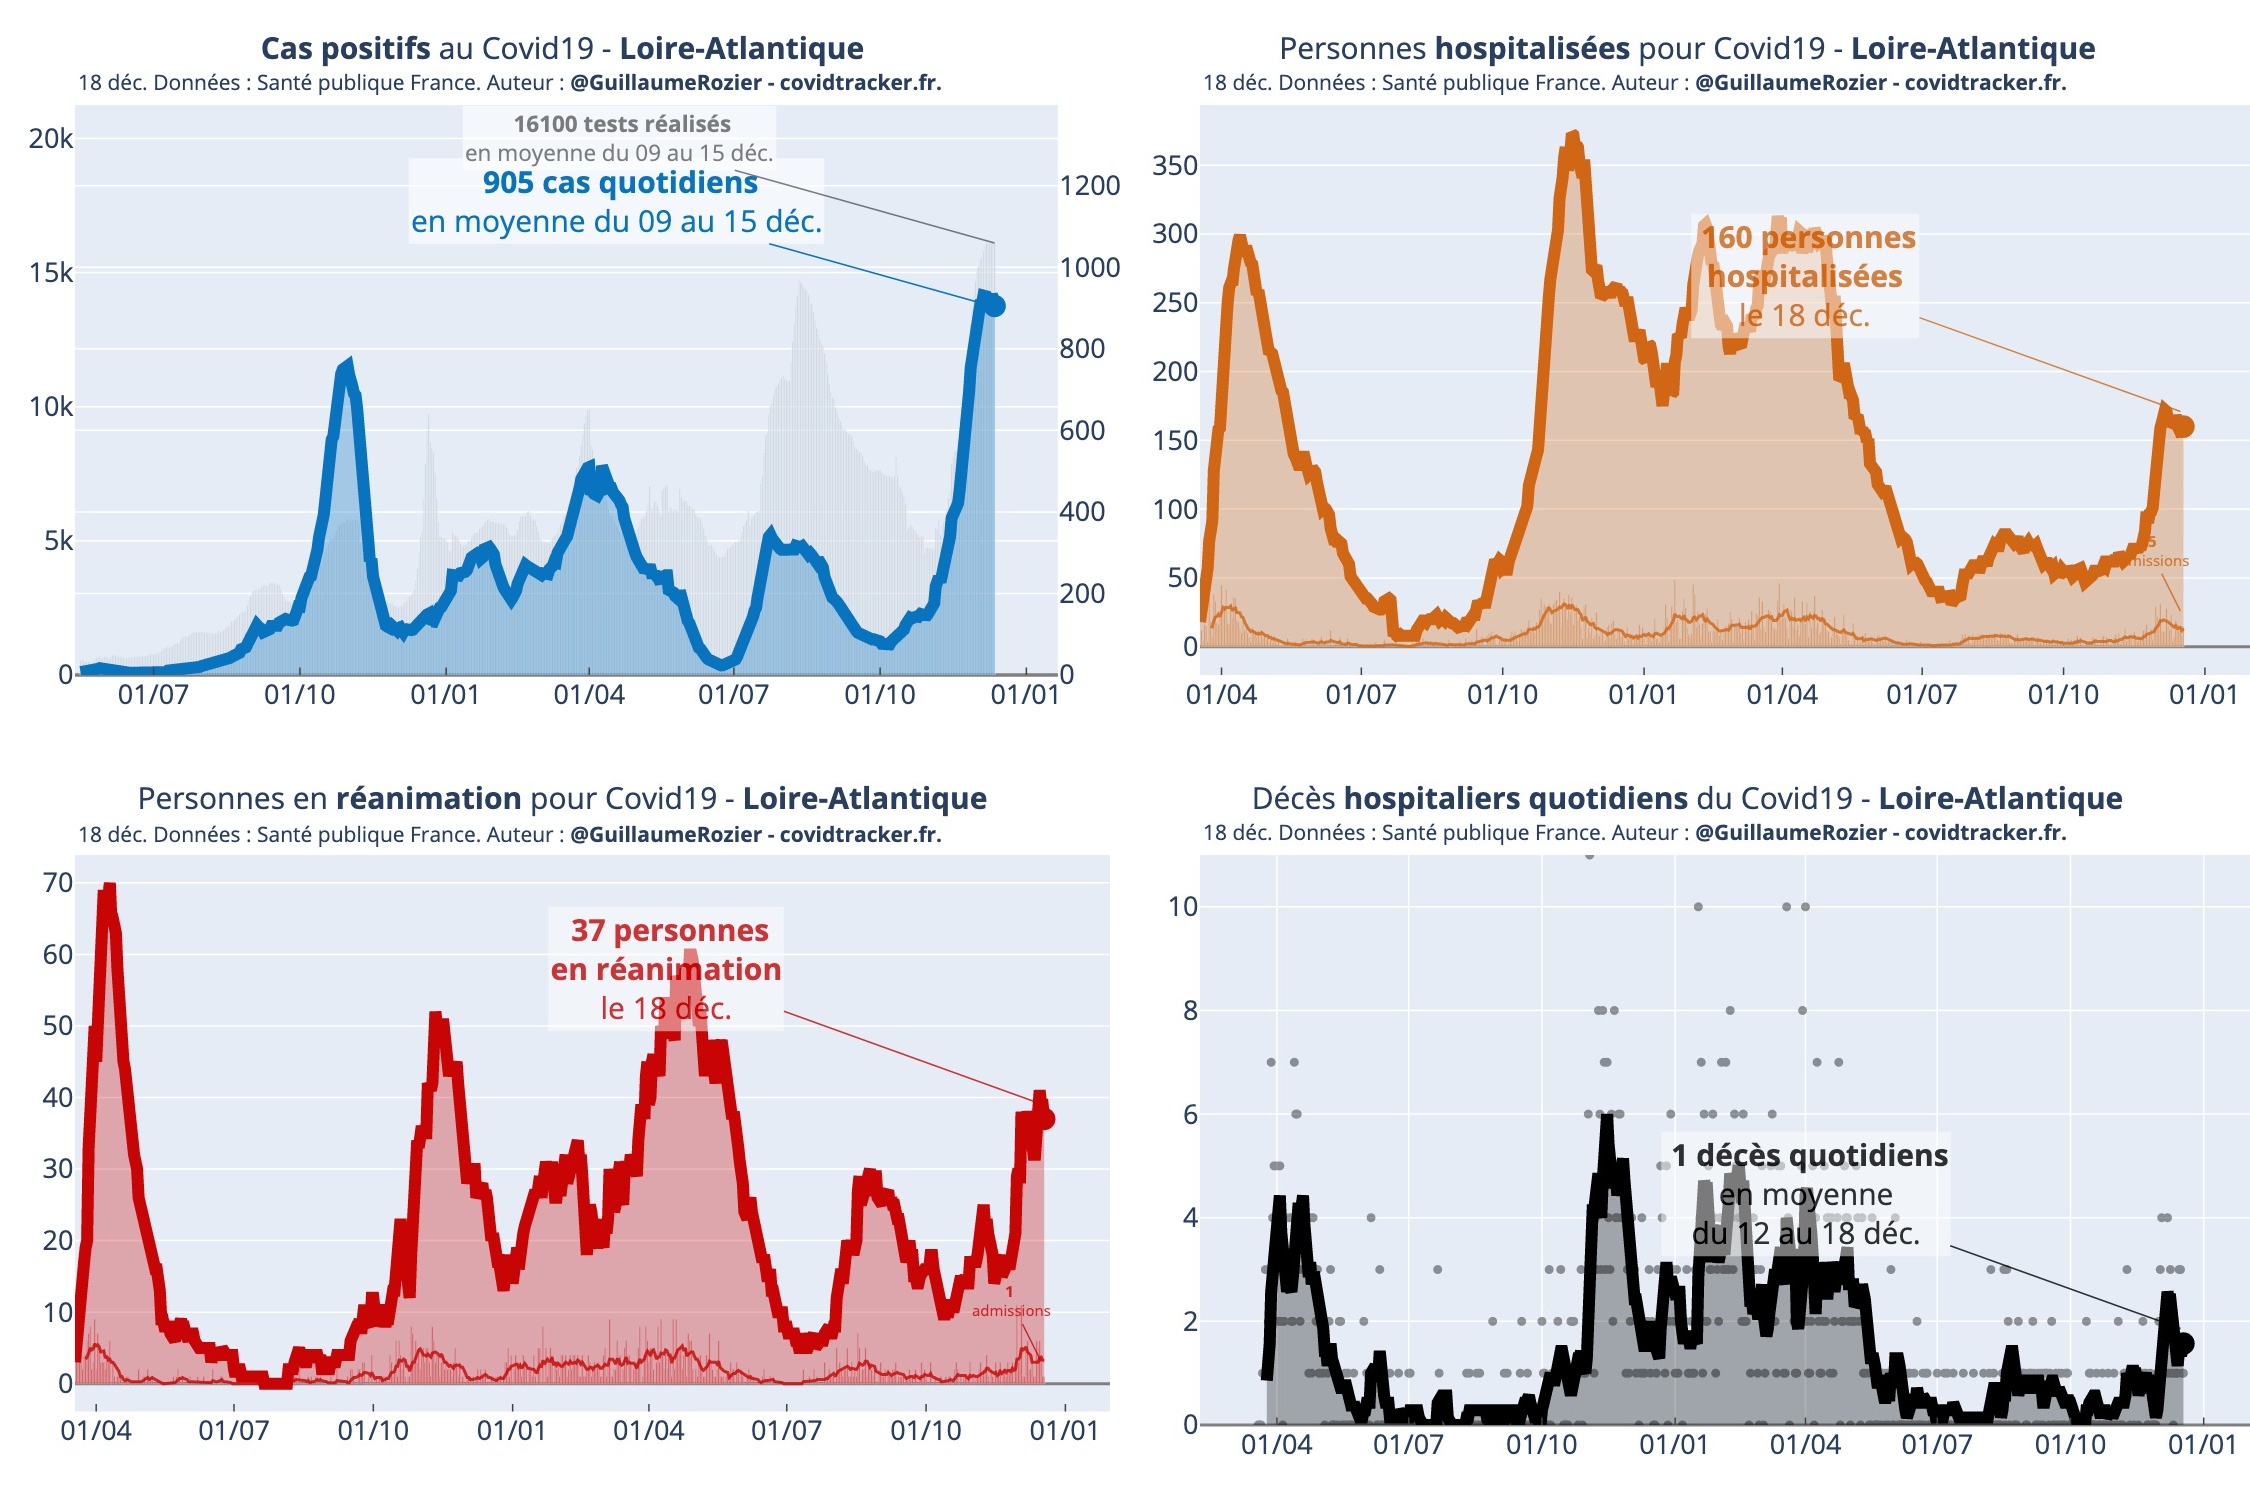 Cas positifs au Covid19 - Loire-Atlantique
18 déc. Données : Santé publique France. Auteur : @GuillaumeRozier - covidtracker.fr.
16100 tests réalisés
en moyenne du 09 au 15 déc.
905 cas quotidiens
en moyenne du 09 au 15 déc.
20k
15k
10k
5k
0
1200
1000
800
600
400
200
0
01/07 01/10 01/01 01/04 01/07 01/10 01/01
Personnes hospitalisées pour Covid19 - Loire-Atlantique
18 déc. Données : Santé publique France. Auteur : @GuillaumeRozier - covidtracker.fr.
160 personnes
hospitalisées
le 18 déc.
350
300
250
200
150
100
50
0
01/04 01/07 01/10 01/01 01/04 01/07 01/10 01/01
Personnes en réanimation pour Covid19 - Loire-Atlantique
18 déc. Données : Santé publique France. Auteur : @GuillaumeRozier - covidtracker.fr.
37 personnes
en réanimation
le 18 déc.
1
admissions
70
60
50
40
30
20
10
0
01/04 01/07 01/10 01/01 01/04 01/07 01/10 01/01
Décès hospitaliers quotidiens du Covid19 - Loire-Atlantique
18 déc. Données : Santé publique France. Auteur : @GuillaumeRozier - covidtracker.fr.
1 décès quotidiens
en moyenne
du 12 au 18 déc.
10
8
6
4
2
0
01/04 01/07 01/10 01/01 01/04 01/07 01/10 01/01